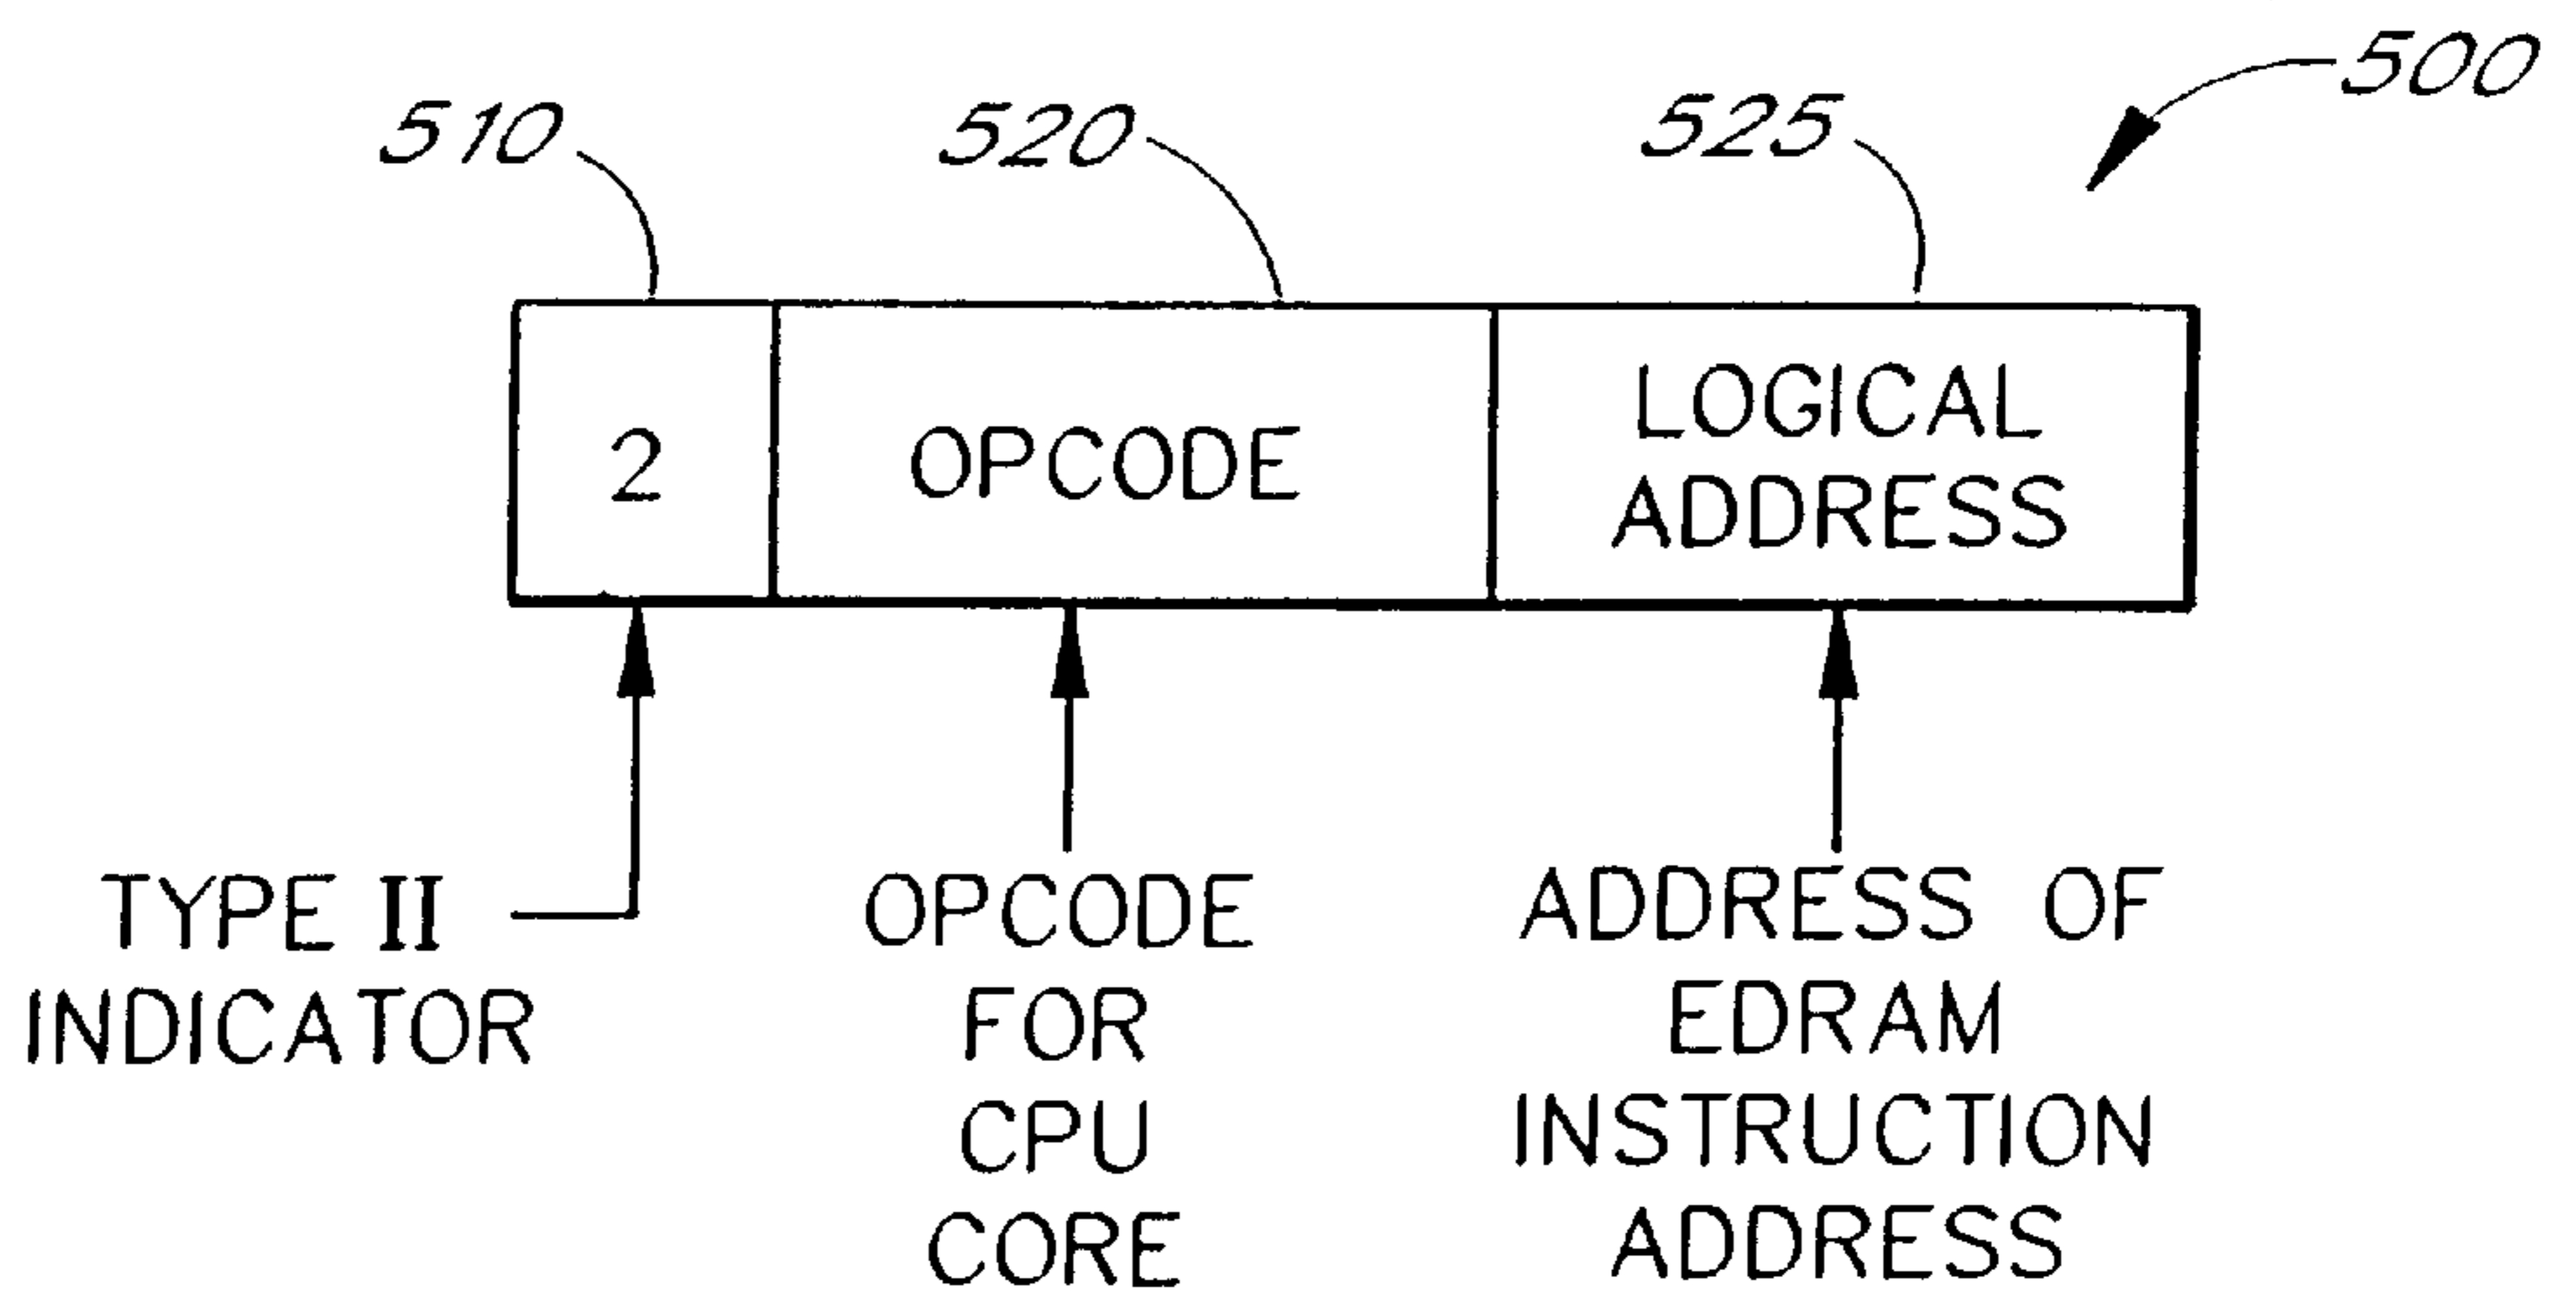 500
510
520
525
2
OPCODE
LOGICAL
ADDRESS
TYPE II
INDICATOR
OPCODE
FOR
CPU
CORE
ADDRESS OF
EDRAM
INSTRUCTION
ADDRESS